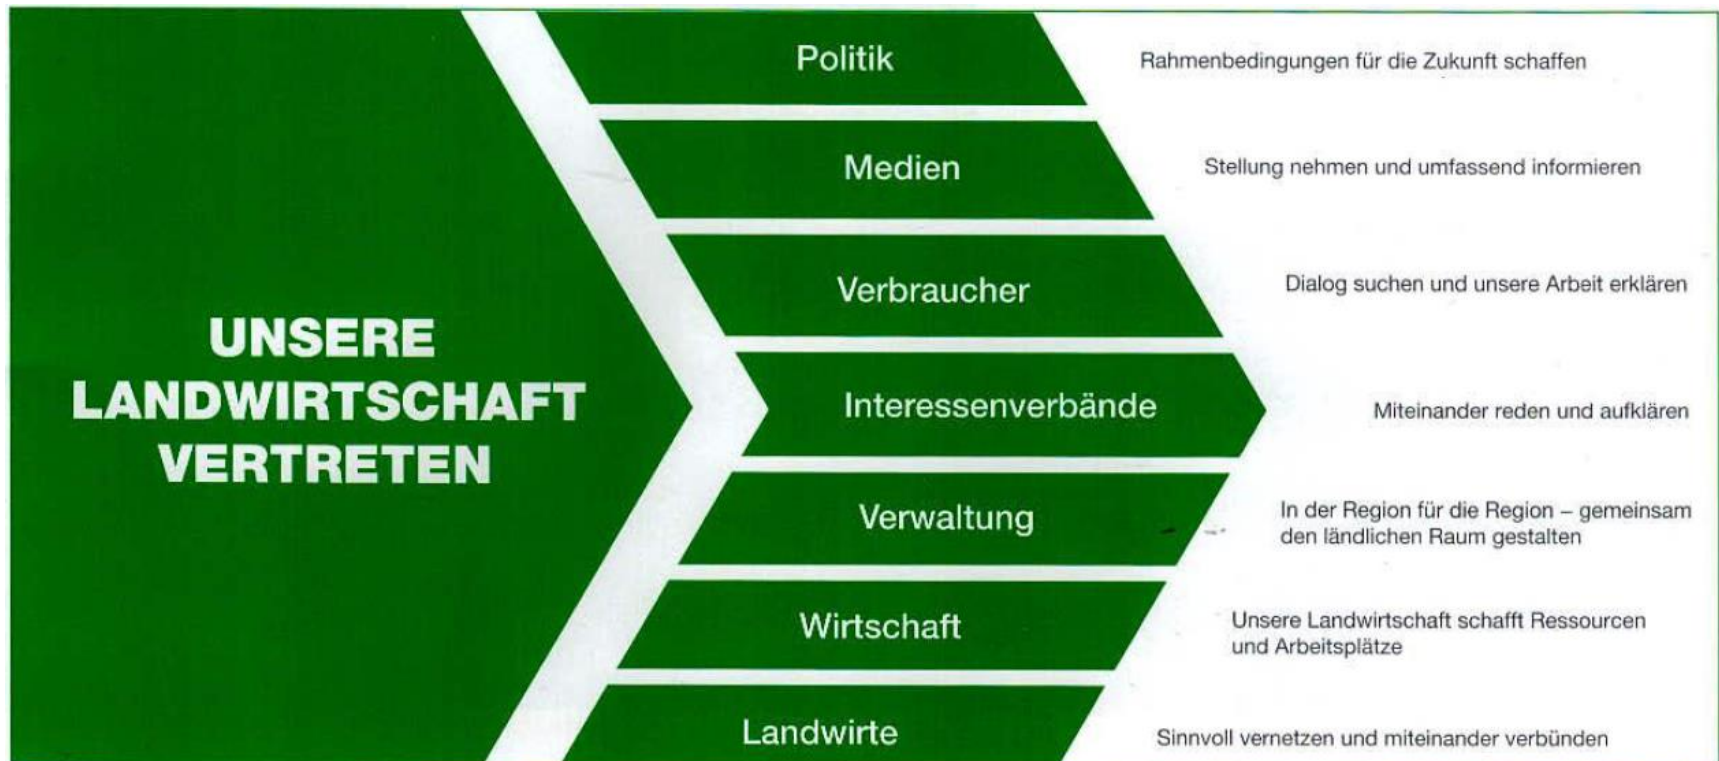 UNSERE
LANDWIRTSCHAFT
VERTRETEN
Politik
Rahmenbedingungen für die Zukunft schaffen
Medien
Stellung nehmen und umfassend informieren
Verbraucher
Dialog suchen und unsere Arbeit erklären
Interessenverbände
Miteinander reden und aufklären
Verwaltung
In der Region für die Region – gemeinsam
den ländlichen Raum gestalten
Wirtschaft
Unsere Landwirtschaft schafft Ressourcen
und Arbeitsplätze
Landwirte
Sinnvoll vernetzen und miteinander verbünden